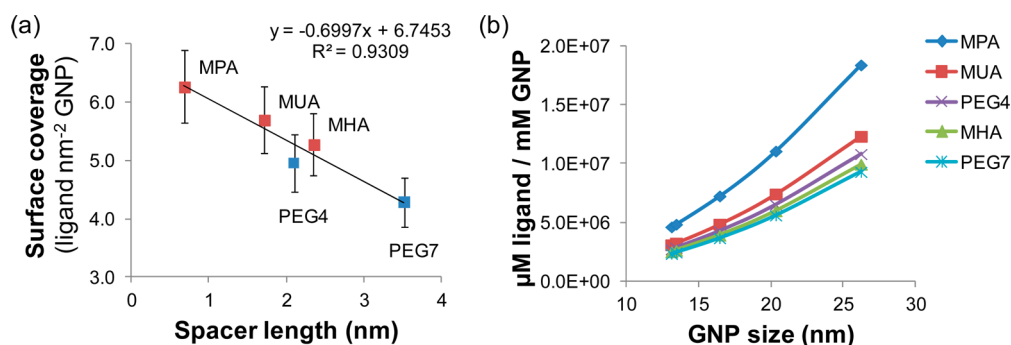 (a)
y = -0.6997x + 6.7453
R² = 0.9309
Surface coverage
(ligand nm⁻² GNP)
7.0
6.0
5.0
4.0
3.0
MPA
MUA
MHA
PEG4
PEG7
0 1 2 3 4
Spacer length (nm)
(b)
µM ligand / mM GNP
2.0E+07
1.5E+07
1.0E+07
5.0E+06
0.0E+00
10 15 20 25 30
GNP size (nm)
MPA
MUA
PEG4
MHA
PEG7